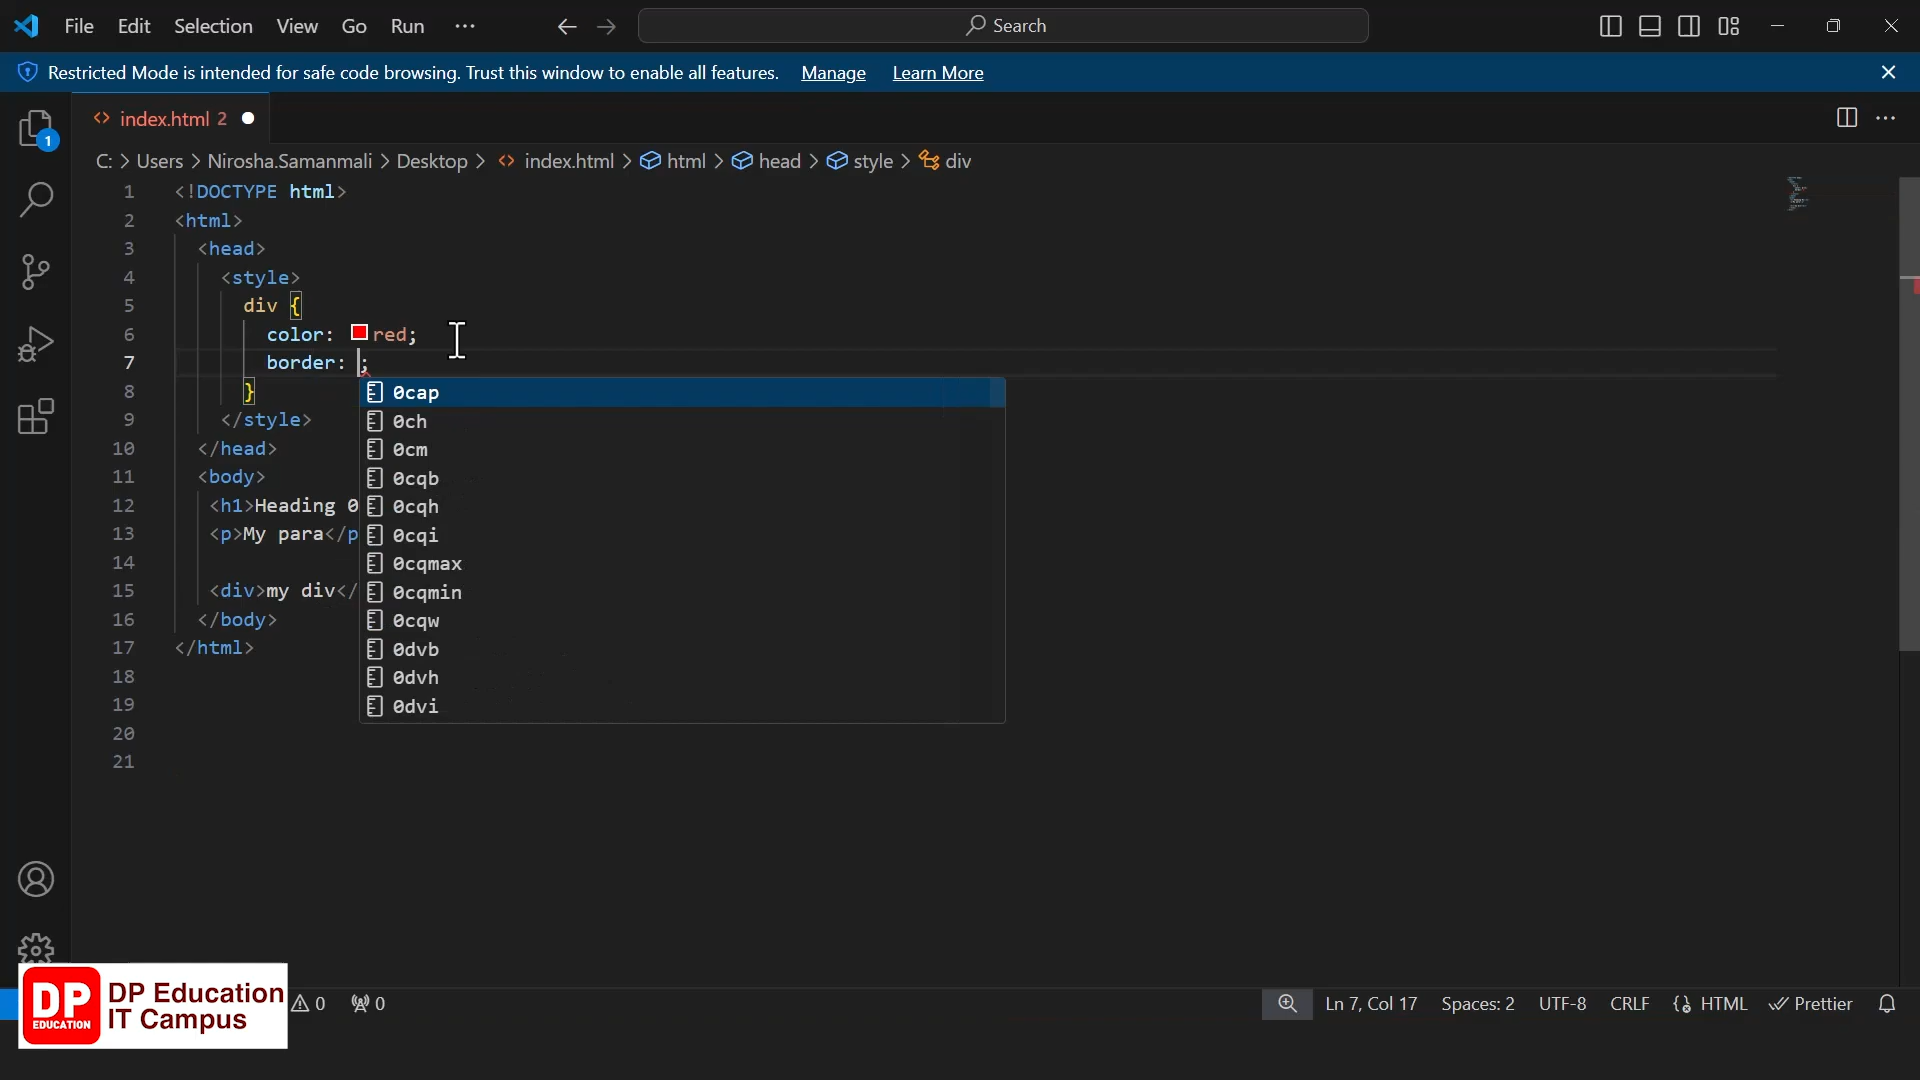 File Edit Selection View Go Run ··· Search
Restricted Mode is intended for safe code browsing. Trust this window to enable all features. Manage Learn More
1
index.html 2
C: > Users > Nirosha.Samanmali > Desktop > index.html > html > head > style > div
1 <!DOCTYPE html>
2 <html>
3 <head>
4 <style>
5 div {
6 color: red;
7 border: ;
8 }
9 </style>
10 </head>
11 <body>
12 <h1>Heading 0
13 <p>My para</p
14
15 <div>my div</
16 </body>
17 </html>
18
19
20
21
0cap
0ch
0cm
0cqb
0cqh
0cqi
0cqmax
0cqmin
0cqw
0dvb
0dvh
0dvi
DP
EDUCATION
DP Education
IT Campus
0 0 Ln 7, Col 17 Spaces: 2 UTF-8 CRLF HTML Prettier